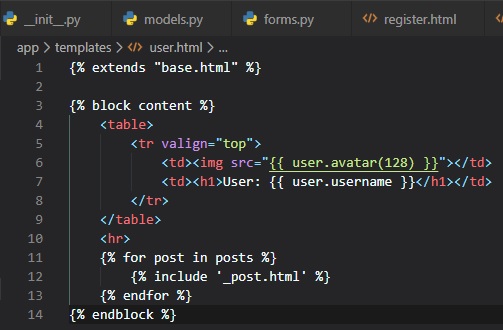 __init__.py models.py forms.py register.html
app > templates > user.html > ...
1 {% extends "base.html" %}
2
3 {% block content %}
4 <table>
5 <tr valign="top">
6 <td><img src="{{ user.avatar(128) }}"></td>
7 <td><h1>User: {{ user.username }}</h1></td>
8 </tr>
9 </table>
10 <hr>
11 {% for post in posts %}
12 {% include '_post.html' %}
13 {% endfor %}
14 {% endblock %}